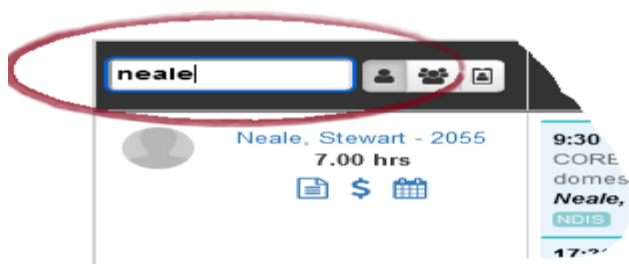 neale
Neale, Stewart - 2055
7.00 hrs
9:30
CORE
domes
Neale,
NDIS